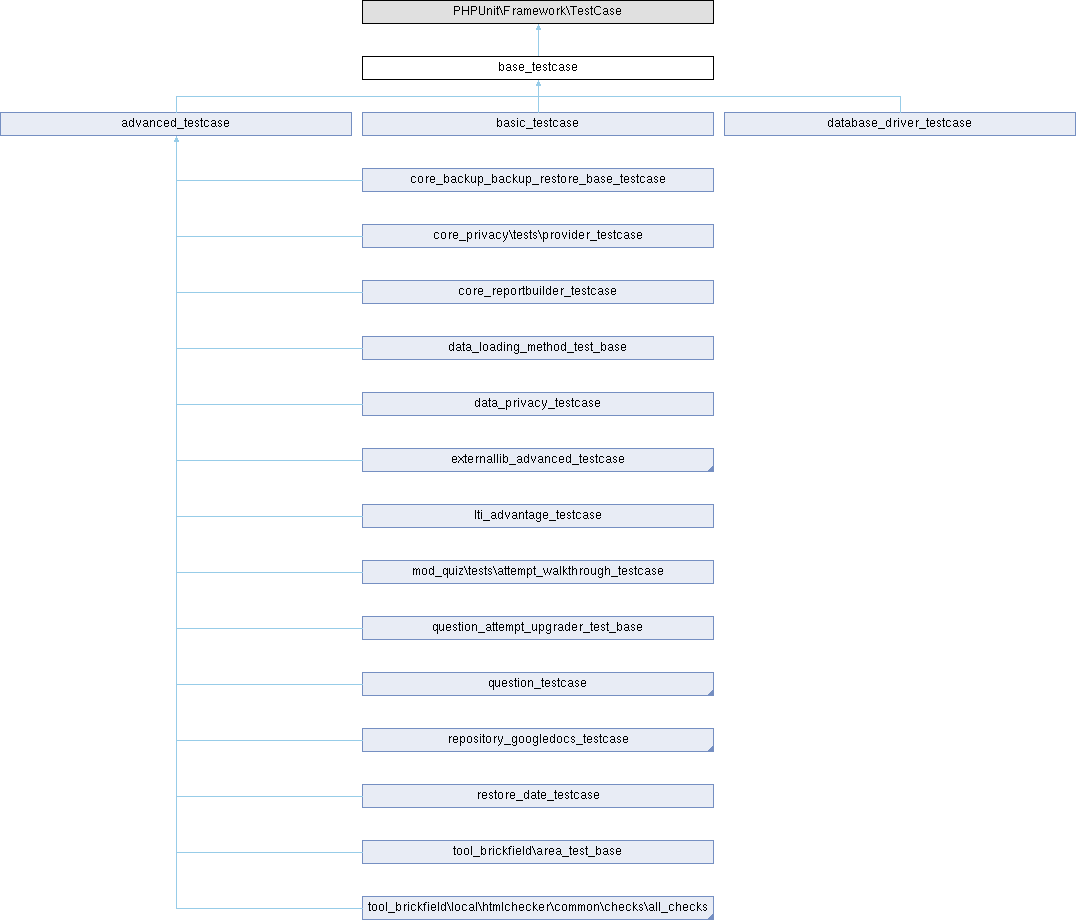 PHPUnit\Framework\TestCase
base_testcase
advanced_testcase
basic_testcase
database_driver_testcase
core_backup_backup_restore_base_testcase
core_privacy\tests\provider_testcase
core_reportbuilder_testcase
data_loading_method_test_base
data_privacy_testcase
externallib_advanced_testcase
lti_advantage_testcase
mod_quiz\tests\attempt_walkthrough_testcase
question_attempt_upgrader_test_base
question_testcase
repository_googledocs_testcase
restore_date_testcase
tool_brickfield\area_test_base
tool_brickfield\local\htmlchecker\common\checks\all_checks